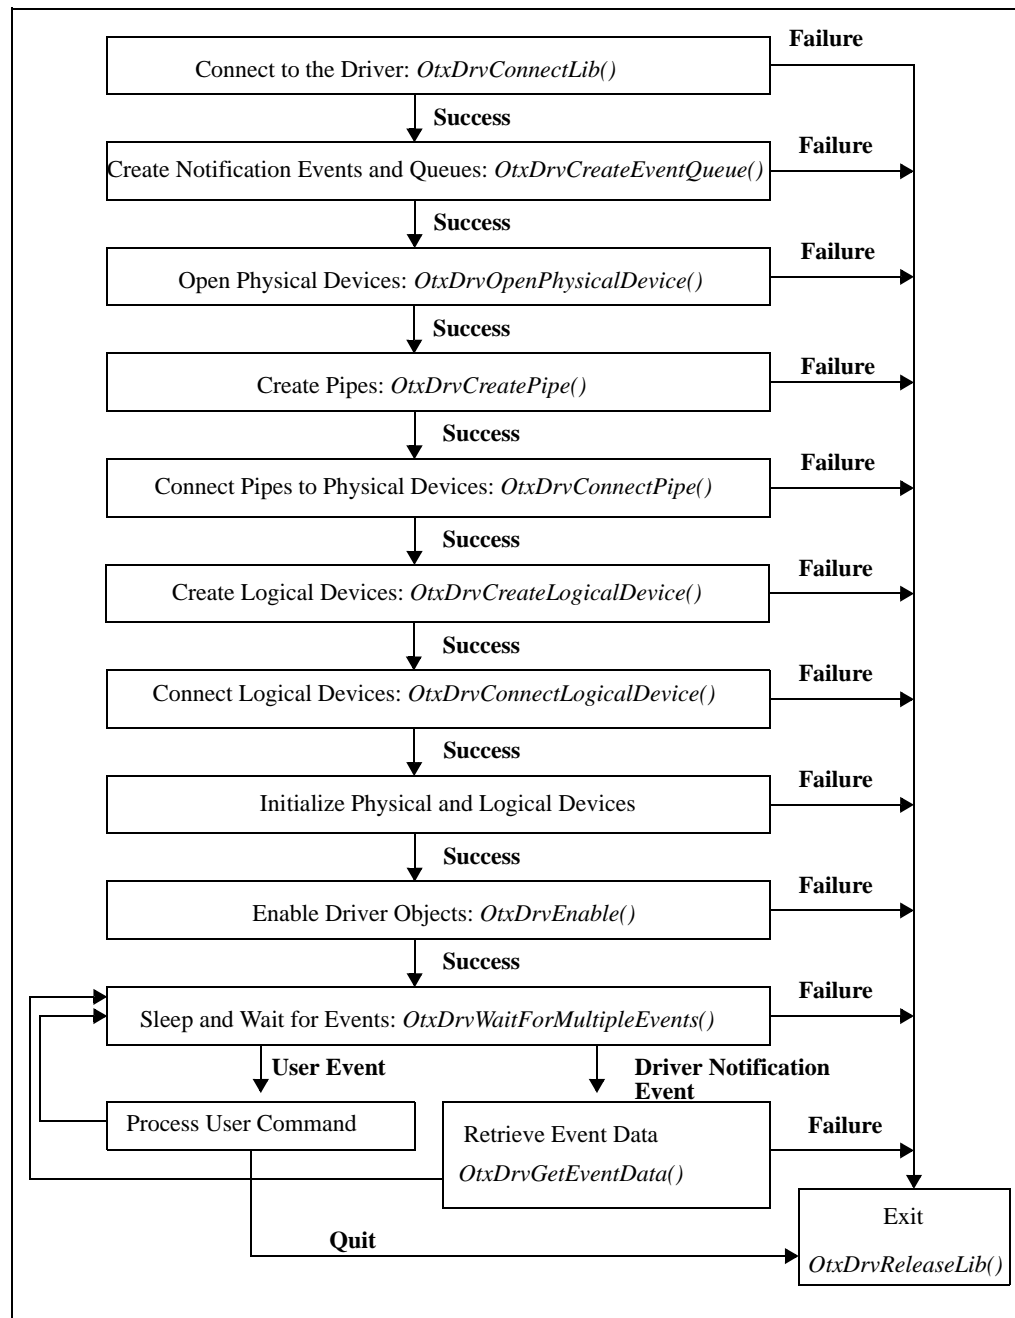 Failure
Connect to the Driver: OtxDrvConnectLib()
Success
Failure
Create Notification Events and Queues: OtxDrvCreateEventQueue()
Success
Failure
Open Physical Devices: OtxDrvOpenPhysicalDevice()
Success
Failure
Create Pipes: OtxDrvCreatePipe()
Success
Failure
Connect Pipes to Physical Devices: OtxDrvConnectPipe()
Success
Failure
Create Logical Devices: OtxDrvCreateLogicalDevice()
Success
Failure
Connect Logical Devices: OtxDrvConnectLogicalDevice()
Success
Failure
Initialize Physical and Logical Devices
Success
Failure
Enable Driver Objects: OtxDrvEnable()
Success
Failure
Sleep and Wait for Events: OtxDrvWaitForMultipleEvents()
User Event
Driver Notification
Event
Process User Command
Retrieve Event Data
OtxDrvGetEventData()
Failure
Quit
Exit
OtxDrvReleaseLib()